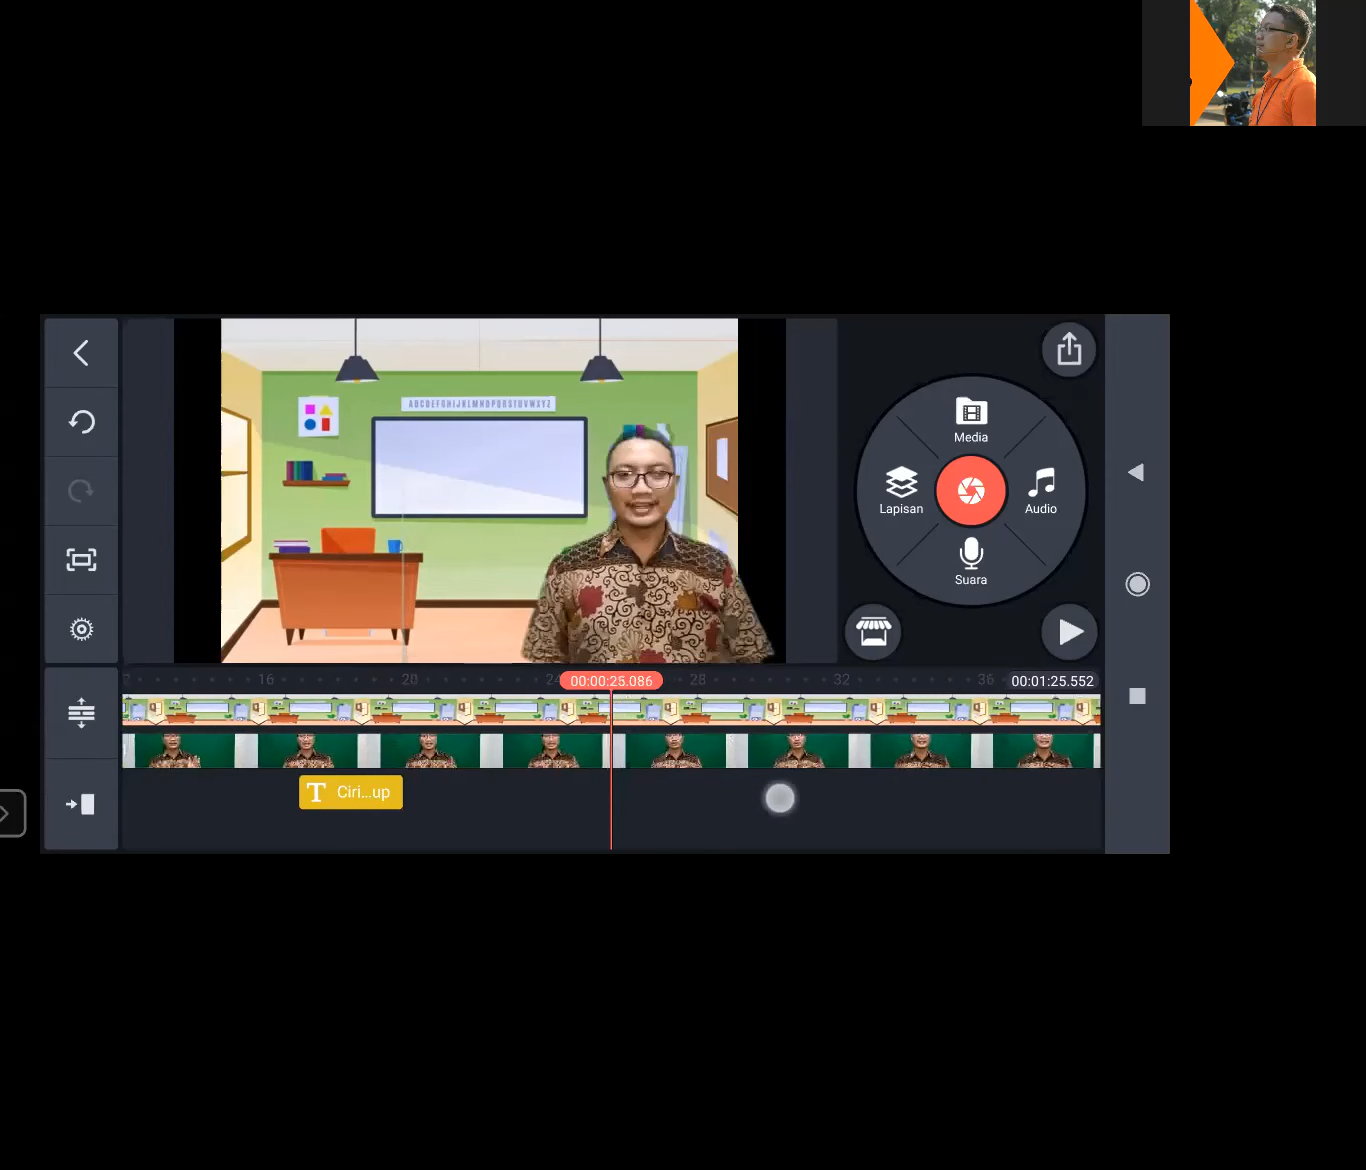 ABCDEFGHIJKLMNOPQRSTUVWXYZ
Media
Lapisan
Audio
Suara
16
20
24
00:00:25.086
28
32
36
00:01:25.552
T Ciri...up